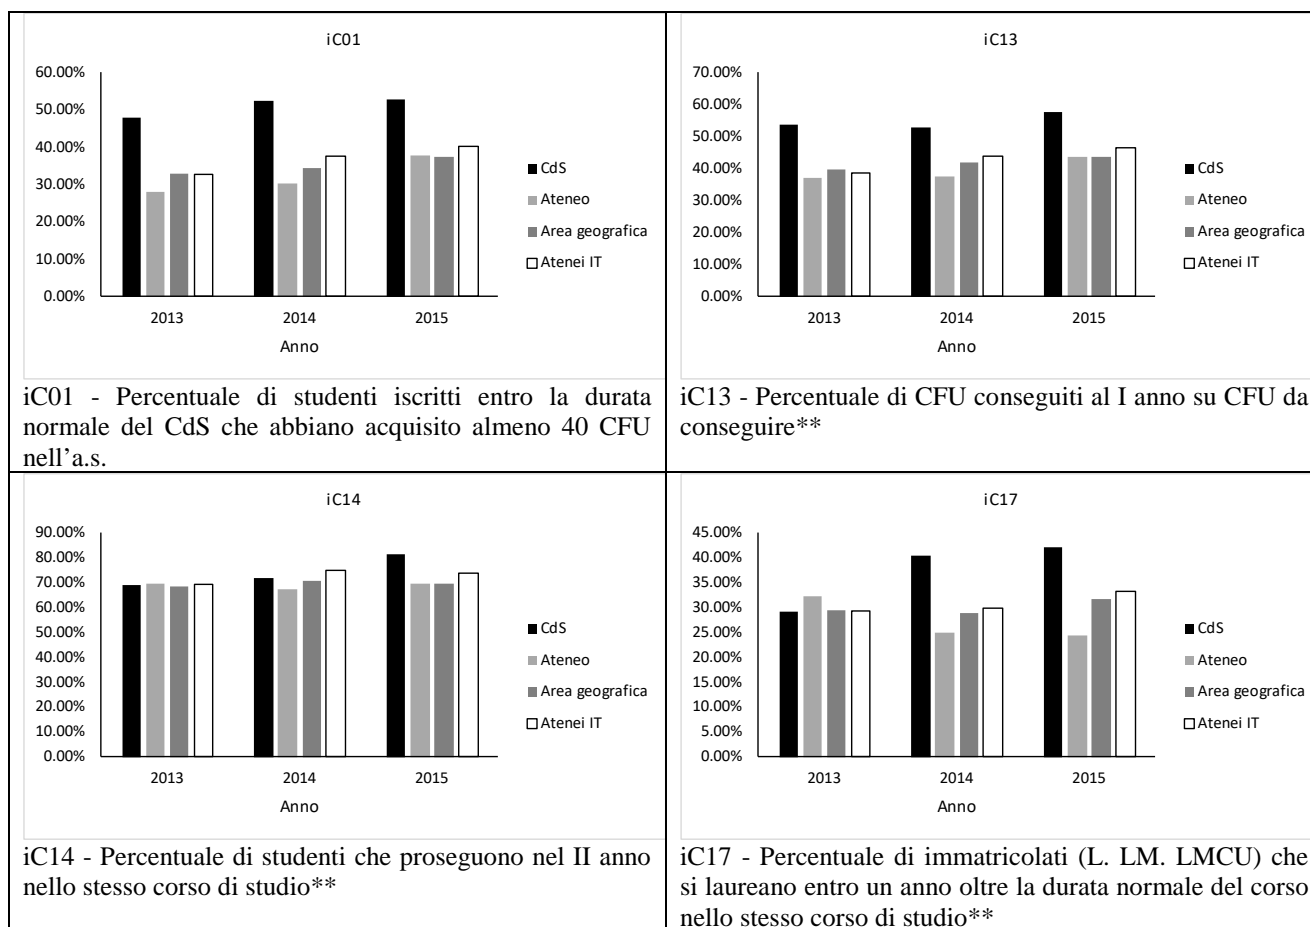 iC01
60.00%
50.00%
40.00%
30.00%
20.00%
10.00%
0.00%
2013 2014 2015
Anno
CdS
Ateneo
Area geografica
Atenei IT
iC01 - Percentuale di studenti iscritti entro la durata
normale del CdS che abbiano acquisito almeno 40 CFU
nell’a.s.
iC13
70.00%
60.00%
50.00%
40.00%
30.00%
20.00%
10.00%
0.00%
2013 2014 2015
Anno
CdS
Ateneo
Area geografica
Atenei IT
iC13 - Percentuale di CFU conseguiti al I anno su CFU da
conseguire**
iC14
90.00%
80.00%
70.00%
60.00%
50.00%
40.00%
30.00%
20.00%
10.00%
0.00%
2013 2014 2015
Anno
CdS
Ateneo
Area geografica
Atenei IT
iC14 - Percentuale di studenti che proseguono nel II anno
nello stesso corso di studio**
iC17
45.00%
40.00%
35.00%
30.00%
25.00%
20.00%
15.00%
10.00%
5.00%
0.00%
2013 2014 2015
Anno
CdS
Ateneo
Area geografica
Atenei IT
iC17 - Percentuale di immatricolati (L. LM. LMCU) che
si laureano entro un anno oltre la durata normale del corso
nello stesso corso di studio**